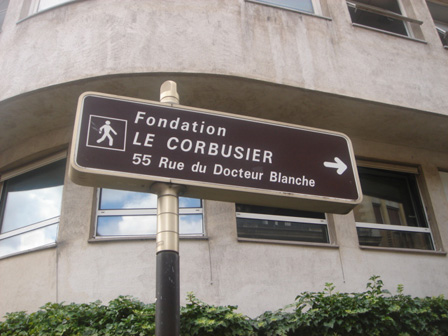 Fondation
LE CORBUSIER
55 Rue du Docteur Blanche